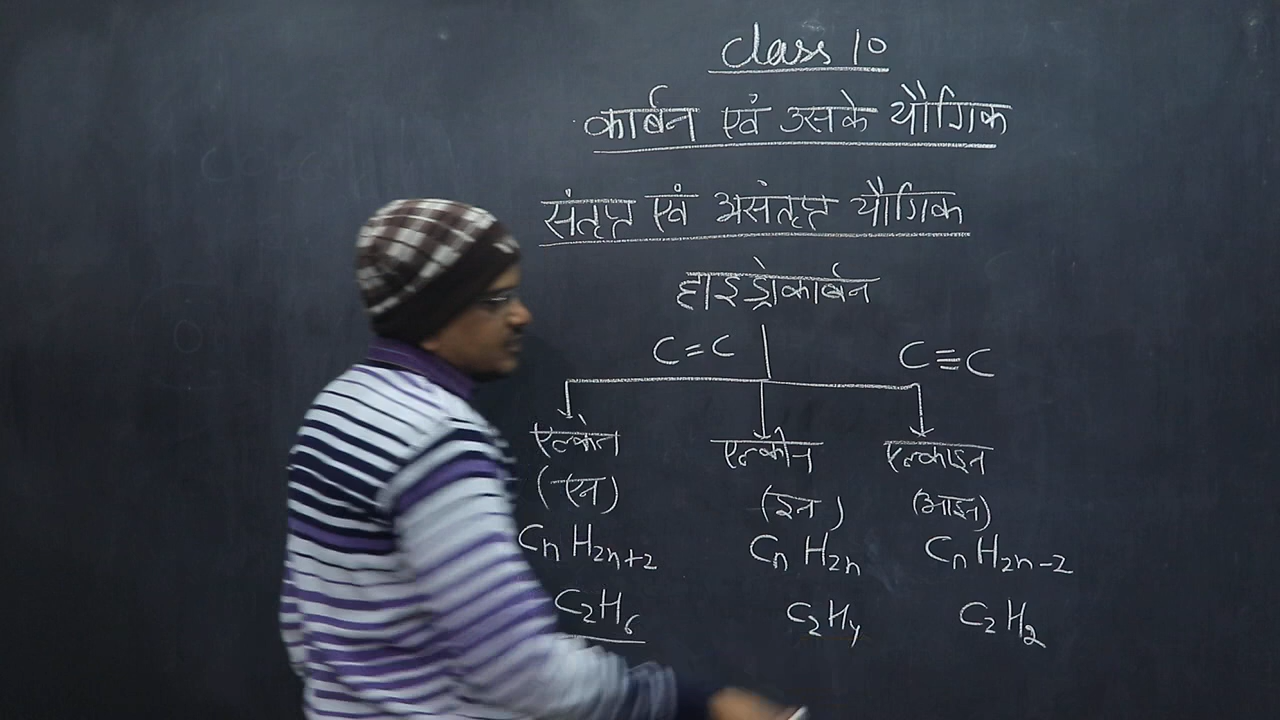 Class 10
कार्बन एवं उसके यौगिक
संतृप्त एवं असंतृप्त यौगिक
हाइड्रोकार्बन
C=C C≡C
एल्केन एल्कीन एल्काइन
(एन) (इन) (आइन)
CnH2n+2 CnH2n CnH2n-2
C2H6 C2H4 C2H2